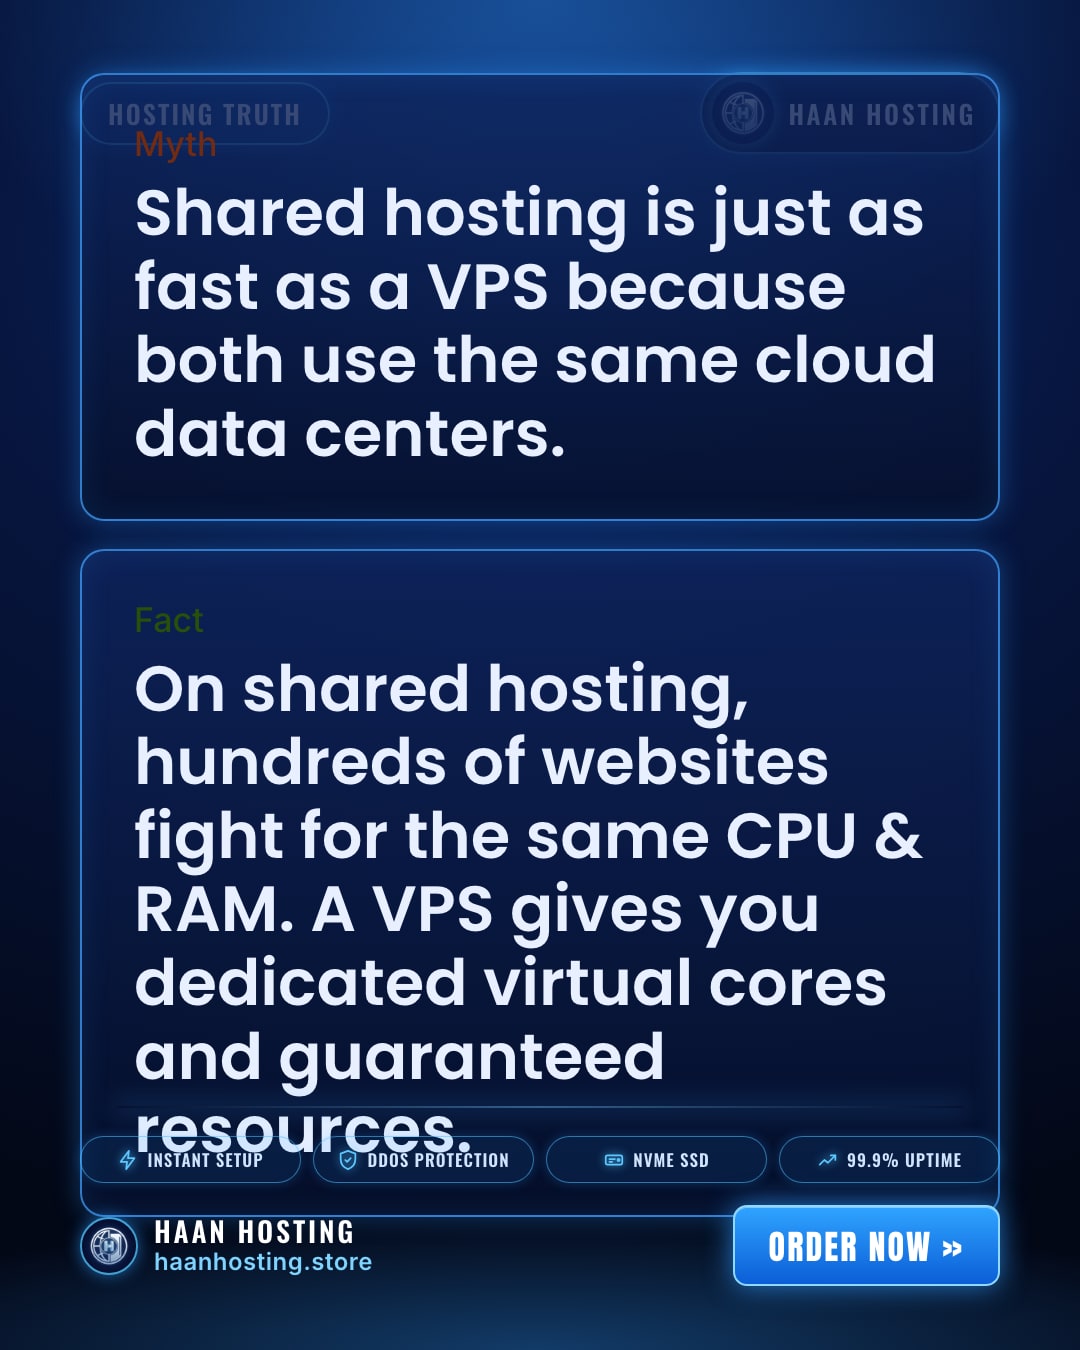 HOSTING TRUTH
HAAN HOSTING
Myth
Shared hosting is just as
fast as a VPS because
both use the same cloud
data centers.
Fact
On shared hosting,
hundreds of websites
fight for the same CPU &
RAM. A VPS gives you
dedicated virtual cores
and guaranteed
resources.
INSTANT SETUP
DDOS PROTECTION
NVME SSD
99.9% UPTIME
HAAN HOSTING
haanhosting.store
ORDER NOW »